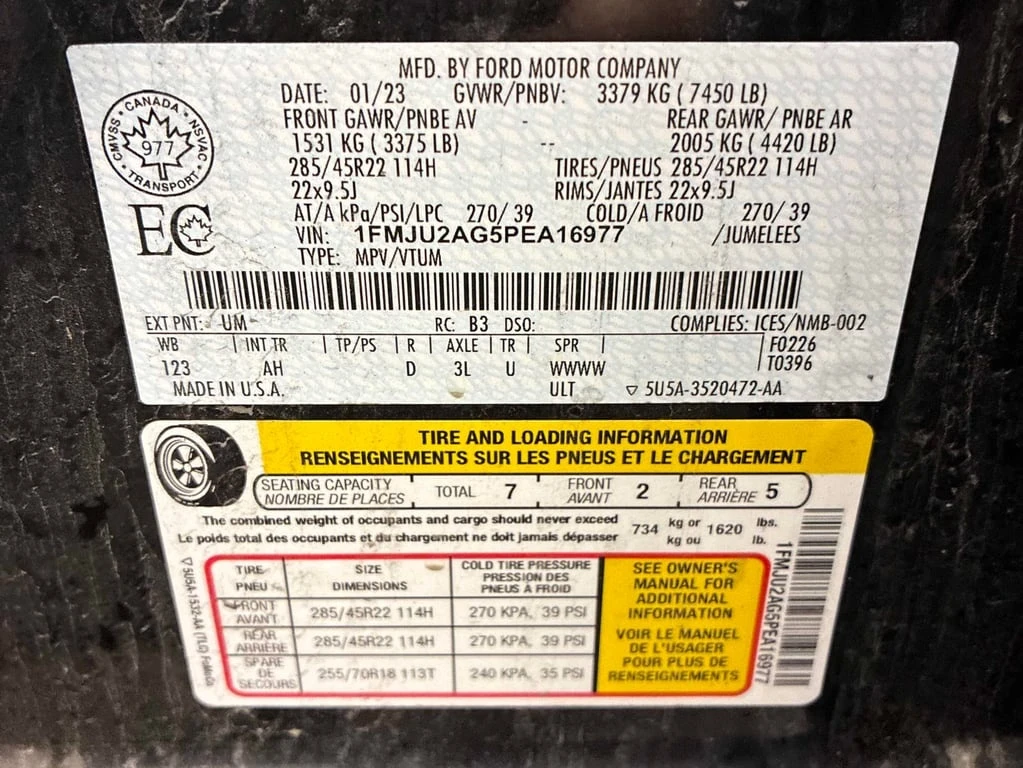 MFD. BY FORD MOTOR COMPANY
DATE: 01/23 GVWR/PNBV: 3379 KG ( 7450 LB)
FRONT GAWR/PNBE AV - REAR GAWR/ PNBE AR
1531 KG ( 3375 LB) -- 2005 KG ( 4420 LB)
285/45R22 114H TIRES/PNEUS 285/45R22 114H
22x9.5J RIMS/JANTES 22x9.5J
AT/A kPa/PSI/LPC 270/ 39 COLD/A FROID 270/ 39
VIN: 1FMJU2AG5PEA16977 /JUMELEES
TYPE: MPV/VTUM
CANADA
CMVSS 977 NSVAC
TRANSPORT
EC
EXT PNT: UM RC: B3 DSO: COMPLIES: ICES/NMB-002
WB | INT TR | TP/PS | R | AXLE | TR | SPR | F0226
123 AH D 3L U WWWW | T0396
MADE IN U.S.A. ULT ▽ 5U5A-3520472-AA
TIRE AND LOADING INFORMATION
RENSEIGNEMENTS SUR LES PNEUS ET LE CHARGEMENT
SEATING CAPACITY | TOTAL 7 | FRONT 2 | REAR 5
NOMBRE DE PLACES AVANT ARRIÈRE
The combined weight of occupants and cargo should never exceed 734 kg or 1620 lbs.
Le poids total des occupants et du chargement ne doit jamais dépasser kg ou lb.
TIRE SIZE COLD TIRE PRESSURE
PNEU DIMENSIONS PRESSION DES PNEUS À FROID
FRONT AVANT 285/45R22 114H 270 KPA, 39 PSI
REAR ARRIÈRE 285/45R22 114H 270 KPA, 39 PSI
SPARE DE SECOURS 255/70R18 113T 240 KPA, 35 PSI
SEE OWNER'S
MANUAL FOR
ADDITIONAL
INFORMATION
VOIR LE MANUEL
DE L'USAGER
POUR PLUS DE
RENSEIGNEMENTS
▽ 5U5A-1532-AA (TLG) FoMoCo
1FMJU2AG5PEA16977